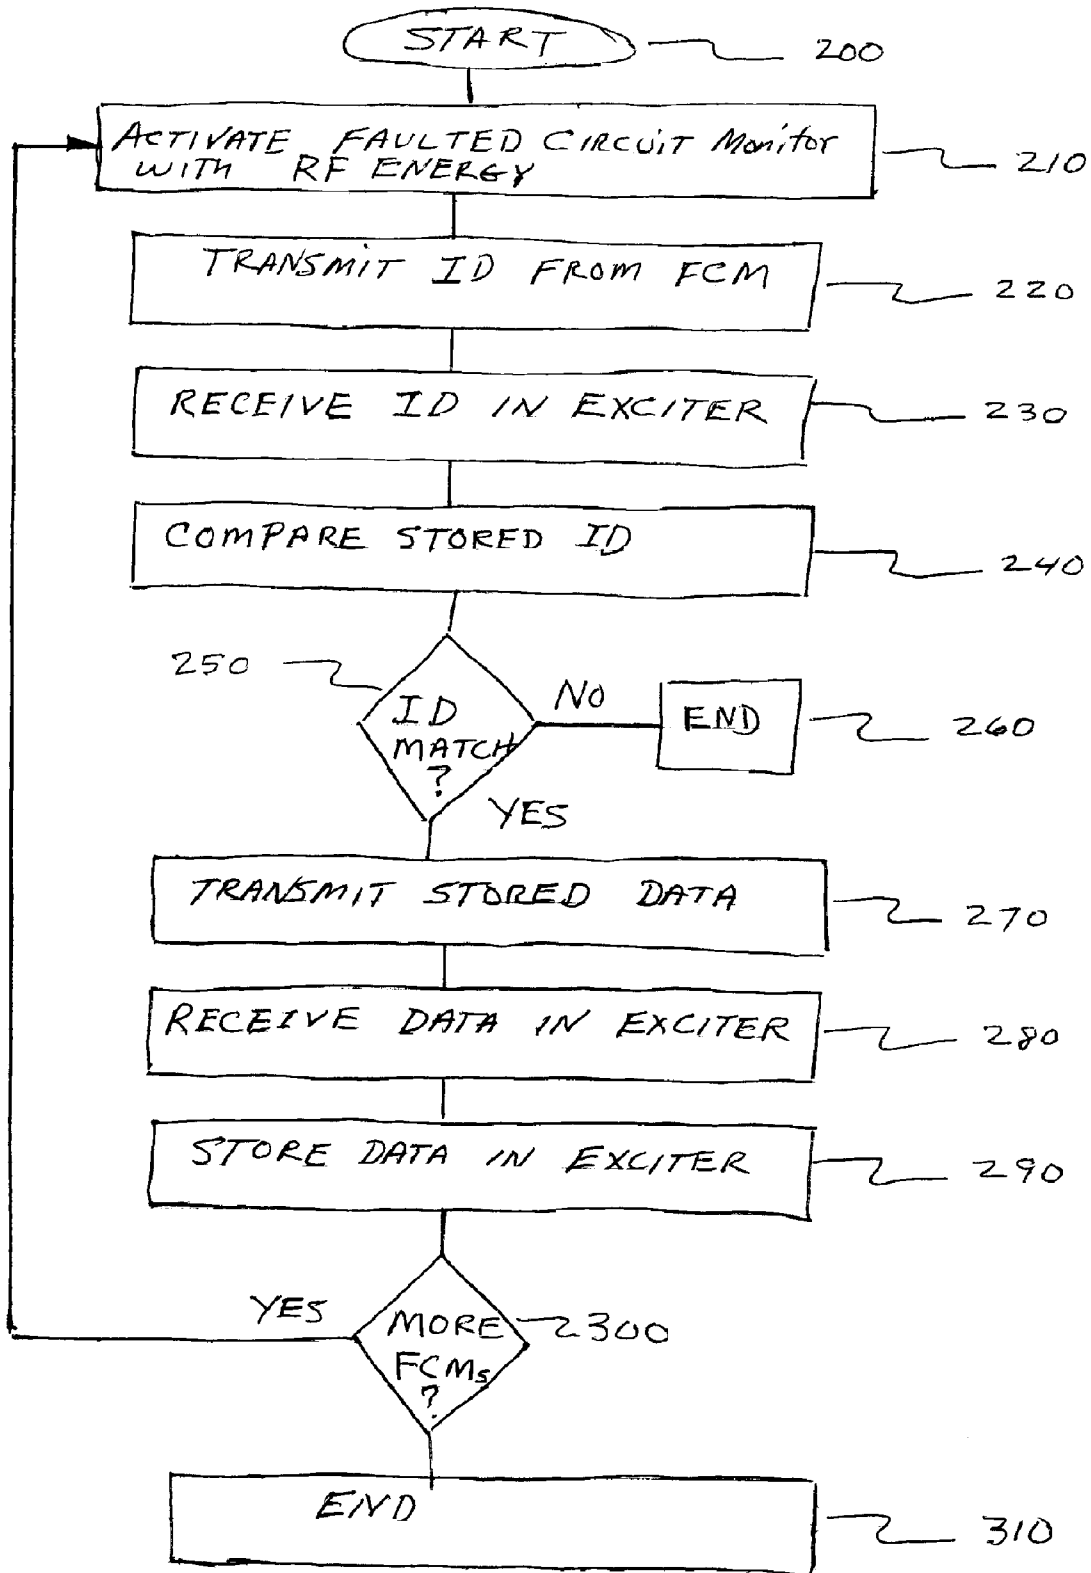 START
200
ACTIVATE FAULTED CIRCUIT Monitor
WITH RF ENERGY
210
TRANSMIT ID FROM FCM
220
RECEIVE ID IN EXCITER
230
COMPARE STORED ID
240
250
ID
MATCH
?
NO
END
260
YES
TRANSMIT STORED DATA
270
RECEIVE DATA IN EXCITER
280
STORE DATA IN EXCITER
290
YES
MORE
FCMs
?
300
END
310